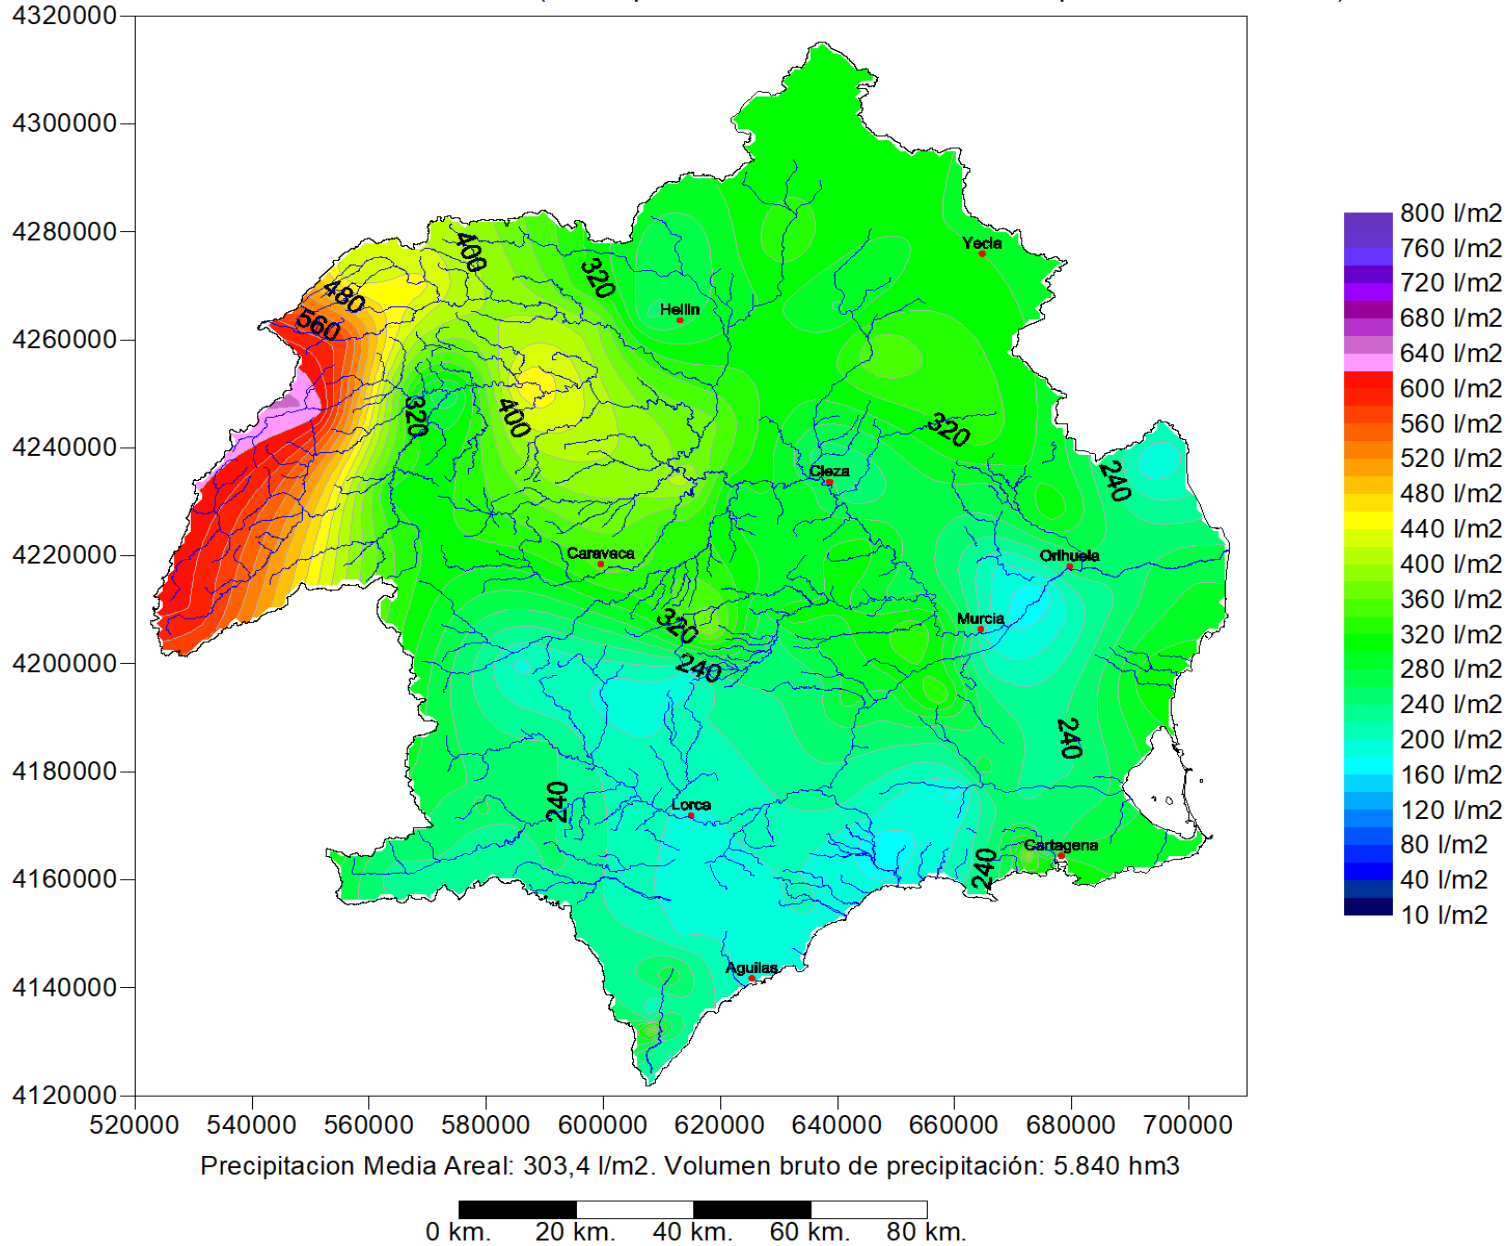 4320000
4300000
4280000
4260000
4240000
4220000
4200000
4180000
4160000
4140000
4120000
520000 540000 560000 580000 600000 620000 640000 660000 680000 700000
400
480
560
320
Yecla
Hellin
320
400
320
Cieza
240
Caravaca
Orihuela
320
Murcia
240
240
240
Lorca
Cartagena
240
Aguilas
800 l/m2
760 l/m2
720 l/m2
680 l/m2
640 l/m2
600 l/m2
560 l/m2
520 l/m2
480 l/m2
440 l/m2
400 l/m2
360 l/m2
320 l/m2
280 l/m2
240 l/m2
200 l/m2
160 l/m2
120 l/m2
80 l/m2
40 l/m2
10 l/m2
Precipitacion Media Areal: 303,4 l/m2. Volumen bruto de precipitación: 5.840 hm3
0 km. 20 km. 40 km. 60 km. 80 km.